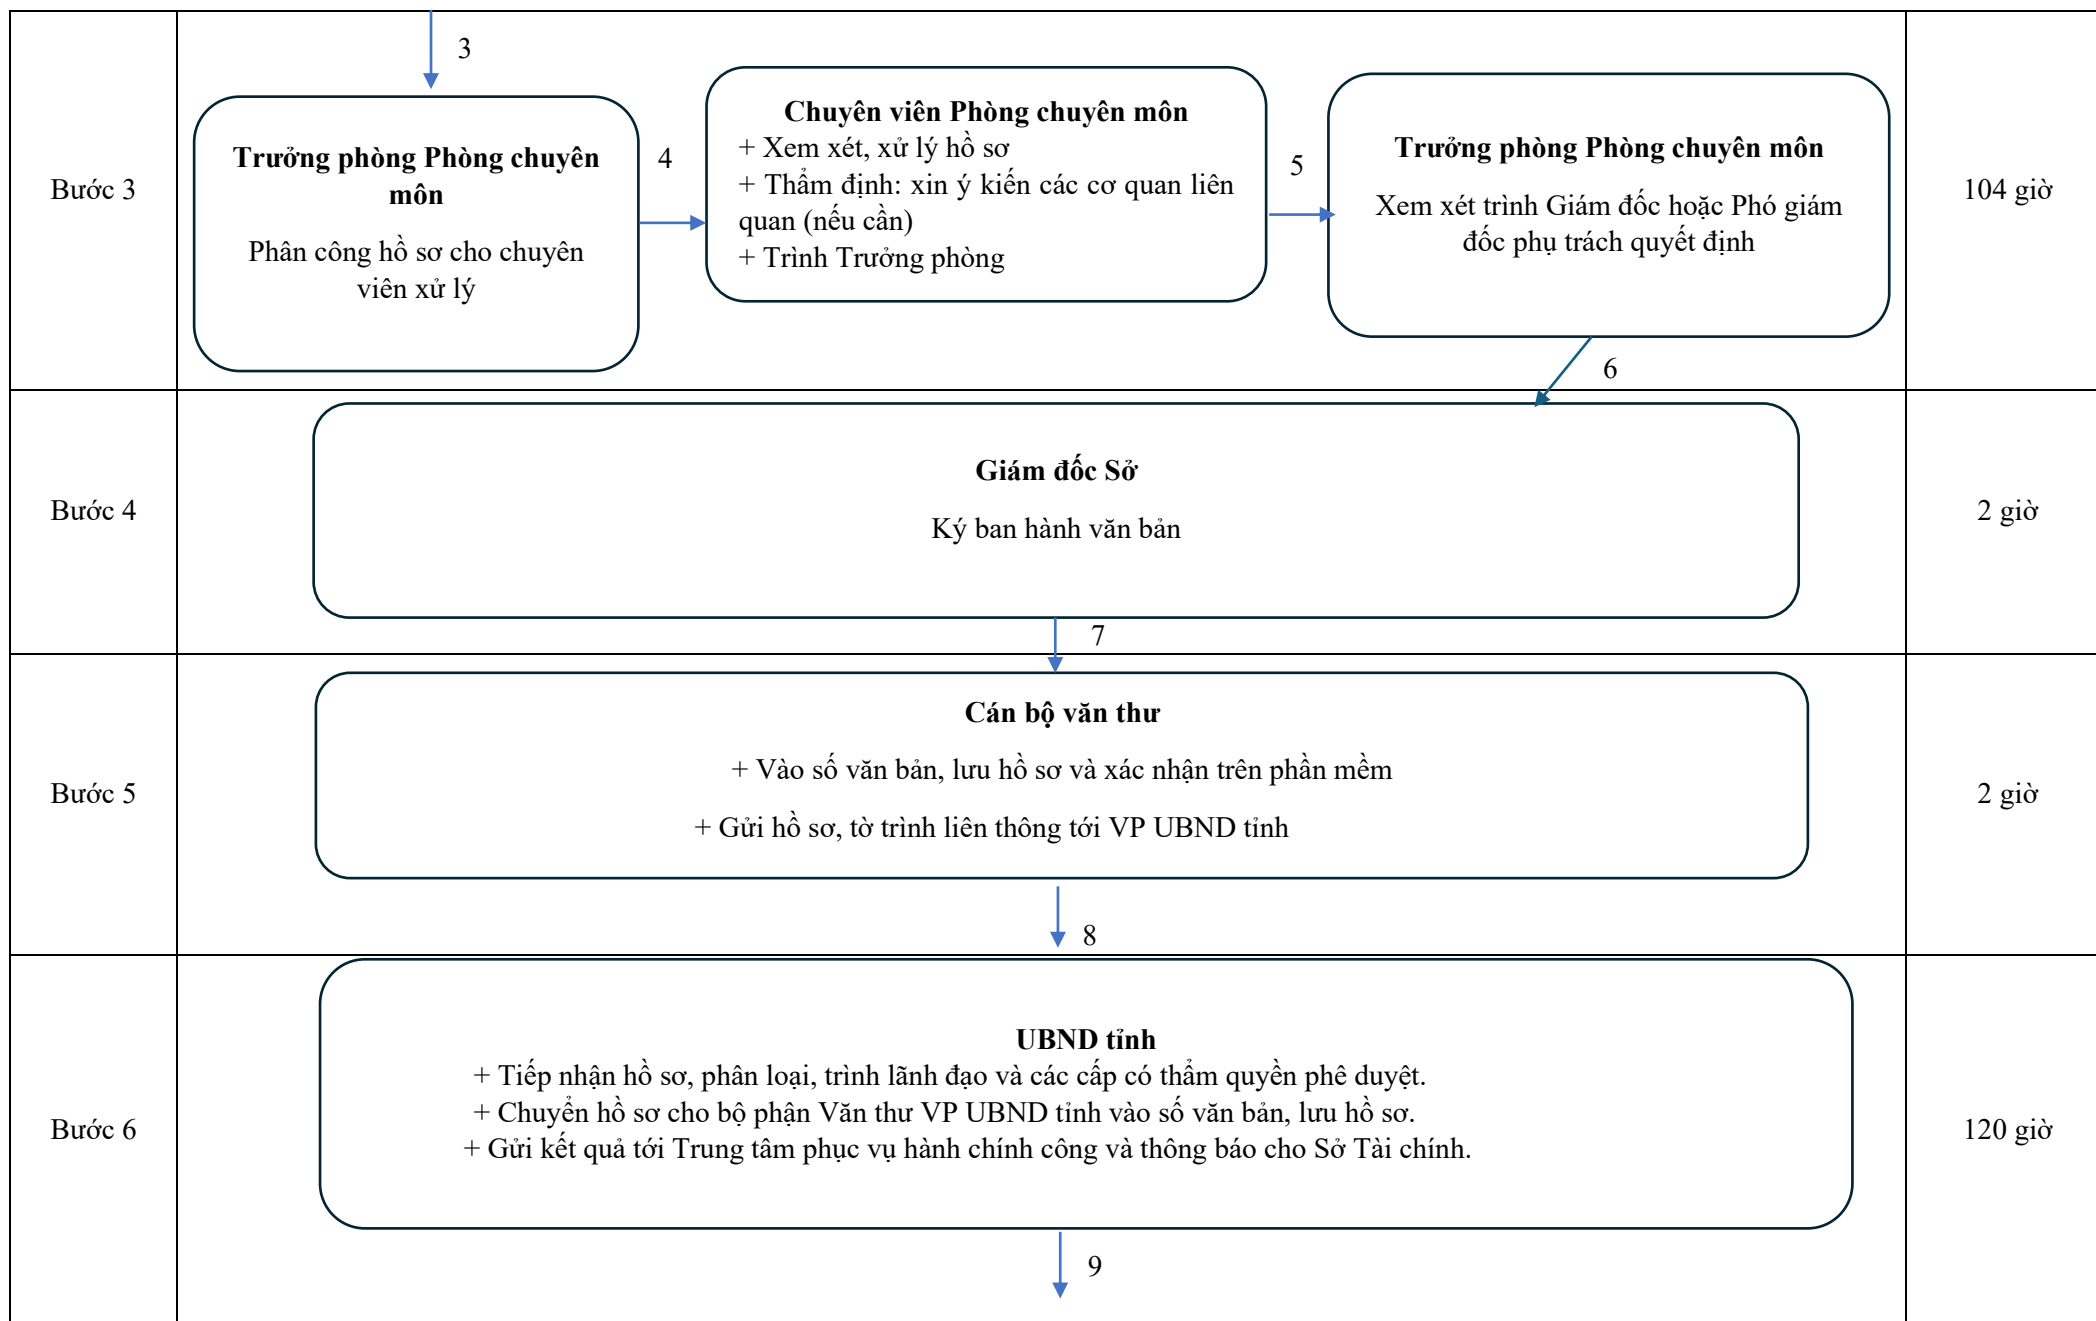 3
Bước 3
Trưởng phòng Phòng chuyên
môn
Phân công hồ sơ cho chuyên
viên xử lý
4
Chuyên viên Phòng chuyên môn
+ Xem xét, xử lý hồ sơ
+ Thẩm định: xin ý kiến các cơ quan liên
quan (nếu cần)
+ Trình Trưởng phòng
5
Trưởng phòng Phòng chuyên môn
Xem xét trình Giám đốc hoặc Phó giám
đốc phụ trách quyết định
104 giờ
6
Bước 4
Giám đốc Sở
Ký ban hành văn bản
2 giờ
7
Bước 5
Cán bộ văn thư
+ Vào số văn bản, lưu hồ sơ và xác nhận trên phần mềm
+ Gửi hồ sơ, tờ trình liên thông tới VP UBND tỉnh
2 giờ
8
Bước 6
UBND tỉnh
+ Tiếp nhận hồ sơ, phân loại, trình lãnh đạo và các cấp có thẩm quyền phê duyệt.
+ Chuyển hồ sơ cho bộ phận Văn thư VP UBND tỉnh vào số văn bản, lưu hồ sơ.
+ Gửi kết quả tới Trung tâm phục vụ hành chính công và thông báo cho Sở Tài chính.
120 giờ
9